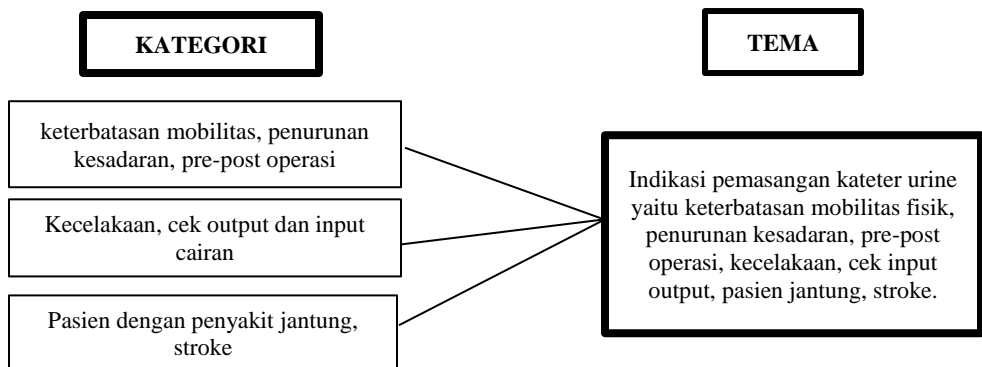 KATEGORI
TEMA
keterbatasan mobilitas, penurunan
kesadaran, pre-post operasi
Kecelakaan, cek output dan input
cairan
Pasien dengan penyakit jantung,
stroke
Indikasi pemasangan kateter urine
yaitu keterbatasan mobilitas fisik,
penurunan kesadaran, pre-post
operasi, kecelakaan, cek input
output, pasien jantung, stroke.